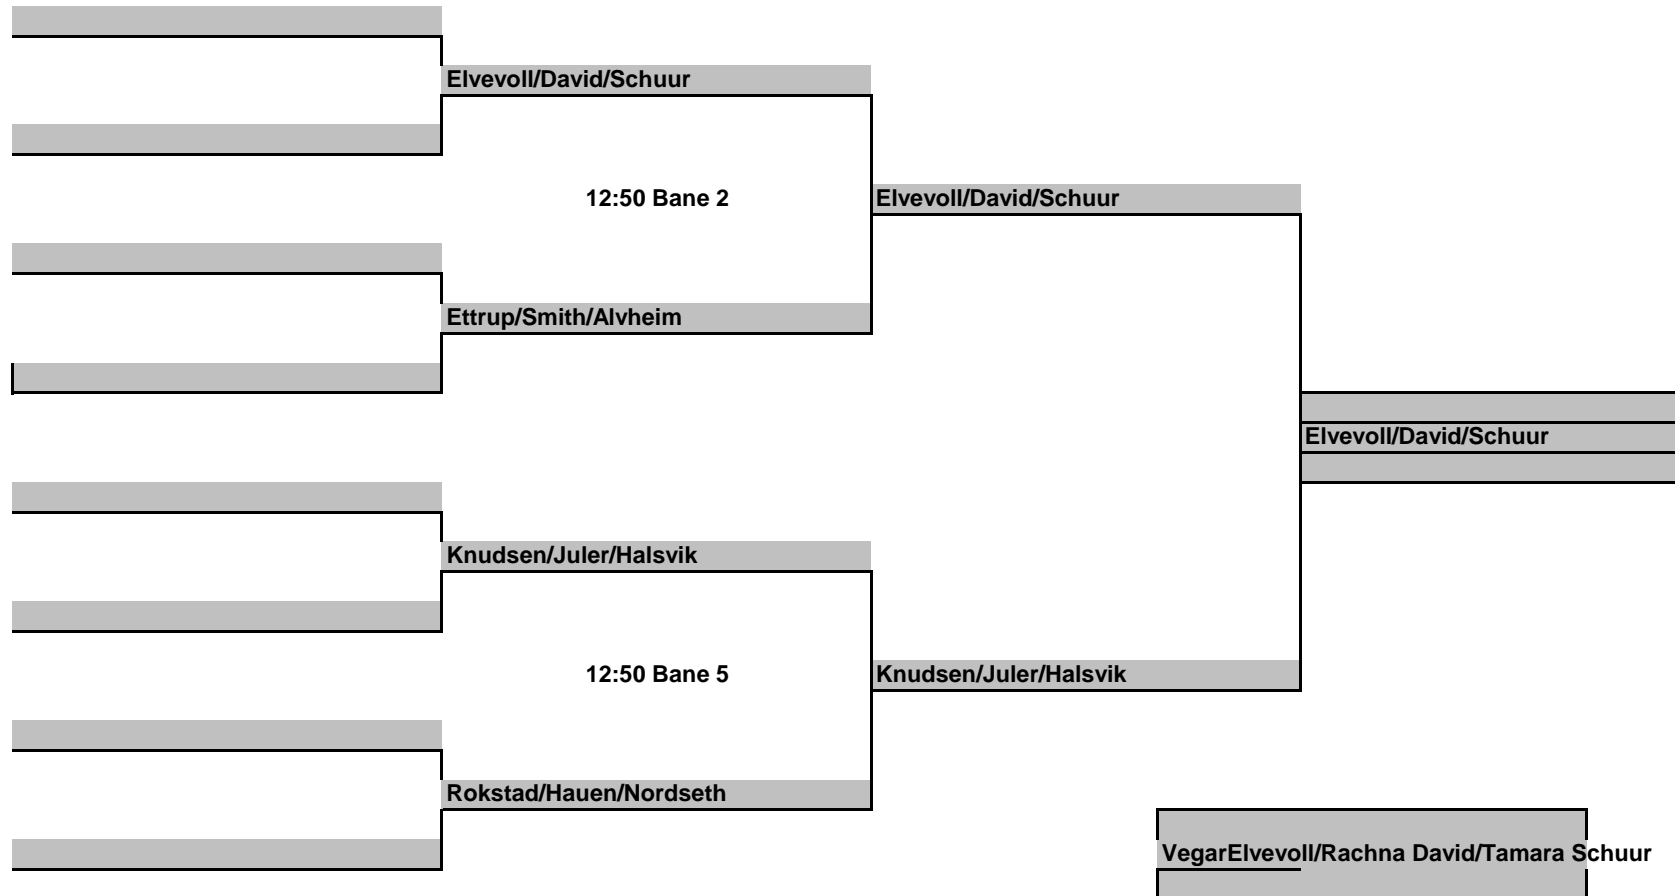 Elvevoll/David/Schuur
12:50 Bane 2
Elvevoll/David/Schuur
Ettrup/Smith/Alvheim
Elvevoll/David/Schuur
Knudsen/Juler/Halsvik
12:50 Bane 5
Knudsen/Juler/Halsvik
Rokstad/Hauen/Nordseth
VegarElvevoll/Rachna David/Tamara Schuur